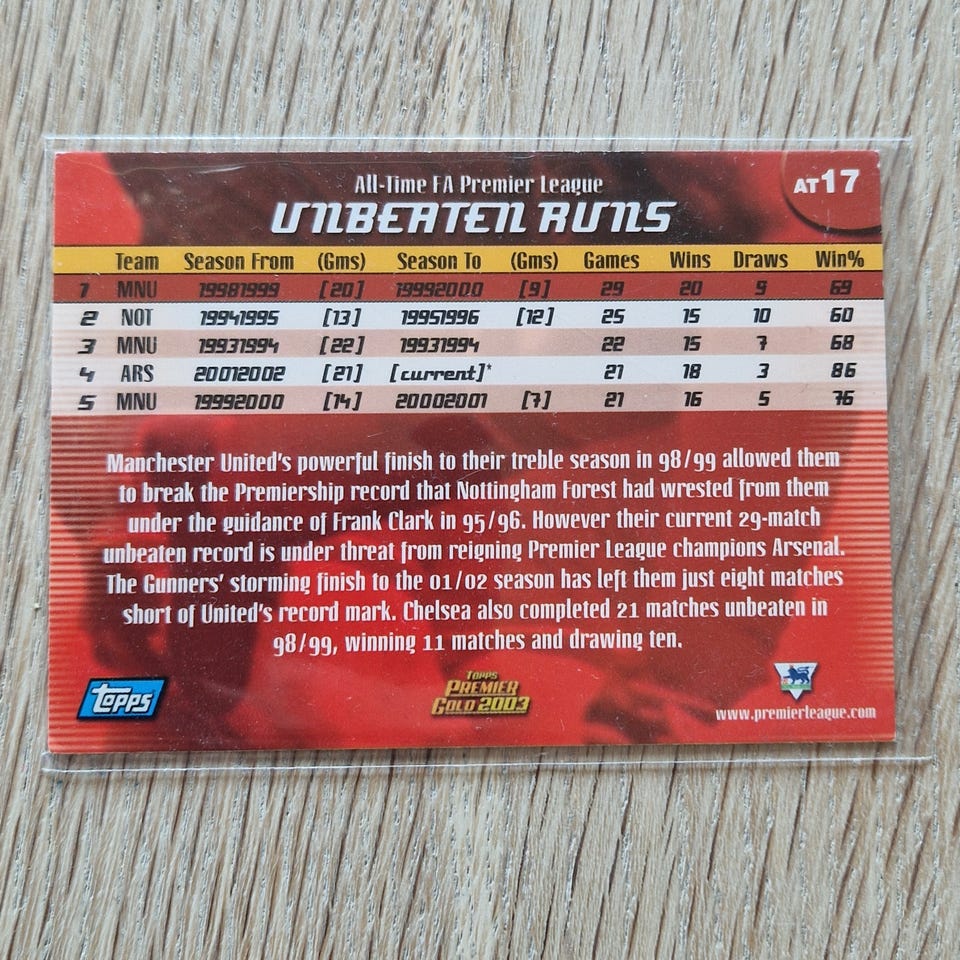 AT17
All-Time FA Premier League
UNBEATEN RUNS
Team Season From (Gms) Season To (Gms) Games Wins Draws Win%
1 MNU 19981999 [20] 19992000 [9] 29 20 9 69
2 NOT 19941995 [13] 19951996 [12] 25 15 10 60
3 MNU 19931994 [22] 19931994 22 15 7 68
4 ARS 20012002 [21] [current]* 21 18 3 86
5 MNU 19992000 [14] 20002001 [7] 21 16 5 76
Manchester United's powerful finish to their treble season in 98/99 allowed them
to break the Premiership record that Nottingham Forest had wrested from them
under the guidance of Frank Clark in 95/96. However their current 29-match
unbeaten record is under threat from reigning Premier League champions Arsenal.
The Gunners' storming finish to the 01/02 season has left them just eight matches
short of United's record mark. Chelsea also completed 21 matches unbeaten in
98/99, winning 11 matches and drawing ten.
topps
TOPPS
PREMIER
GOLD 2003
www.premierleague.com